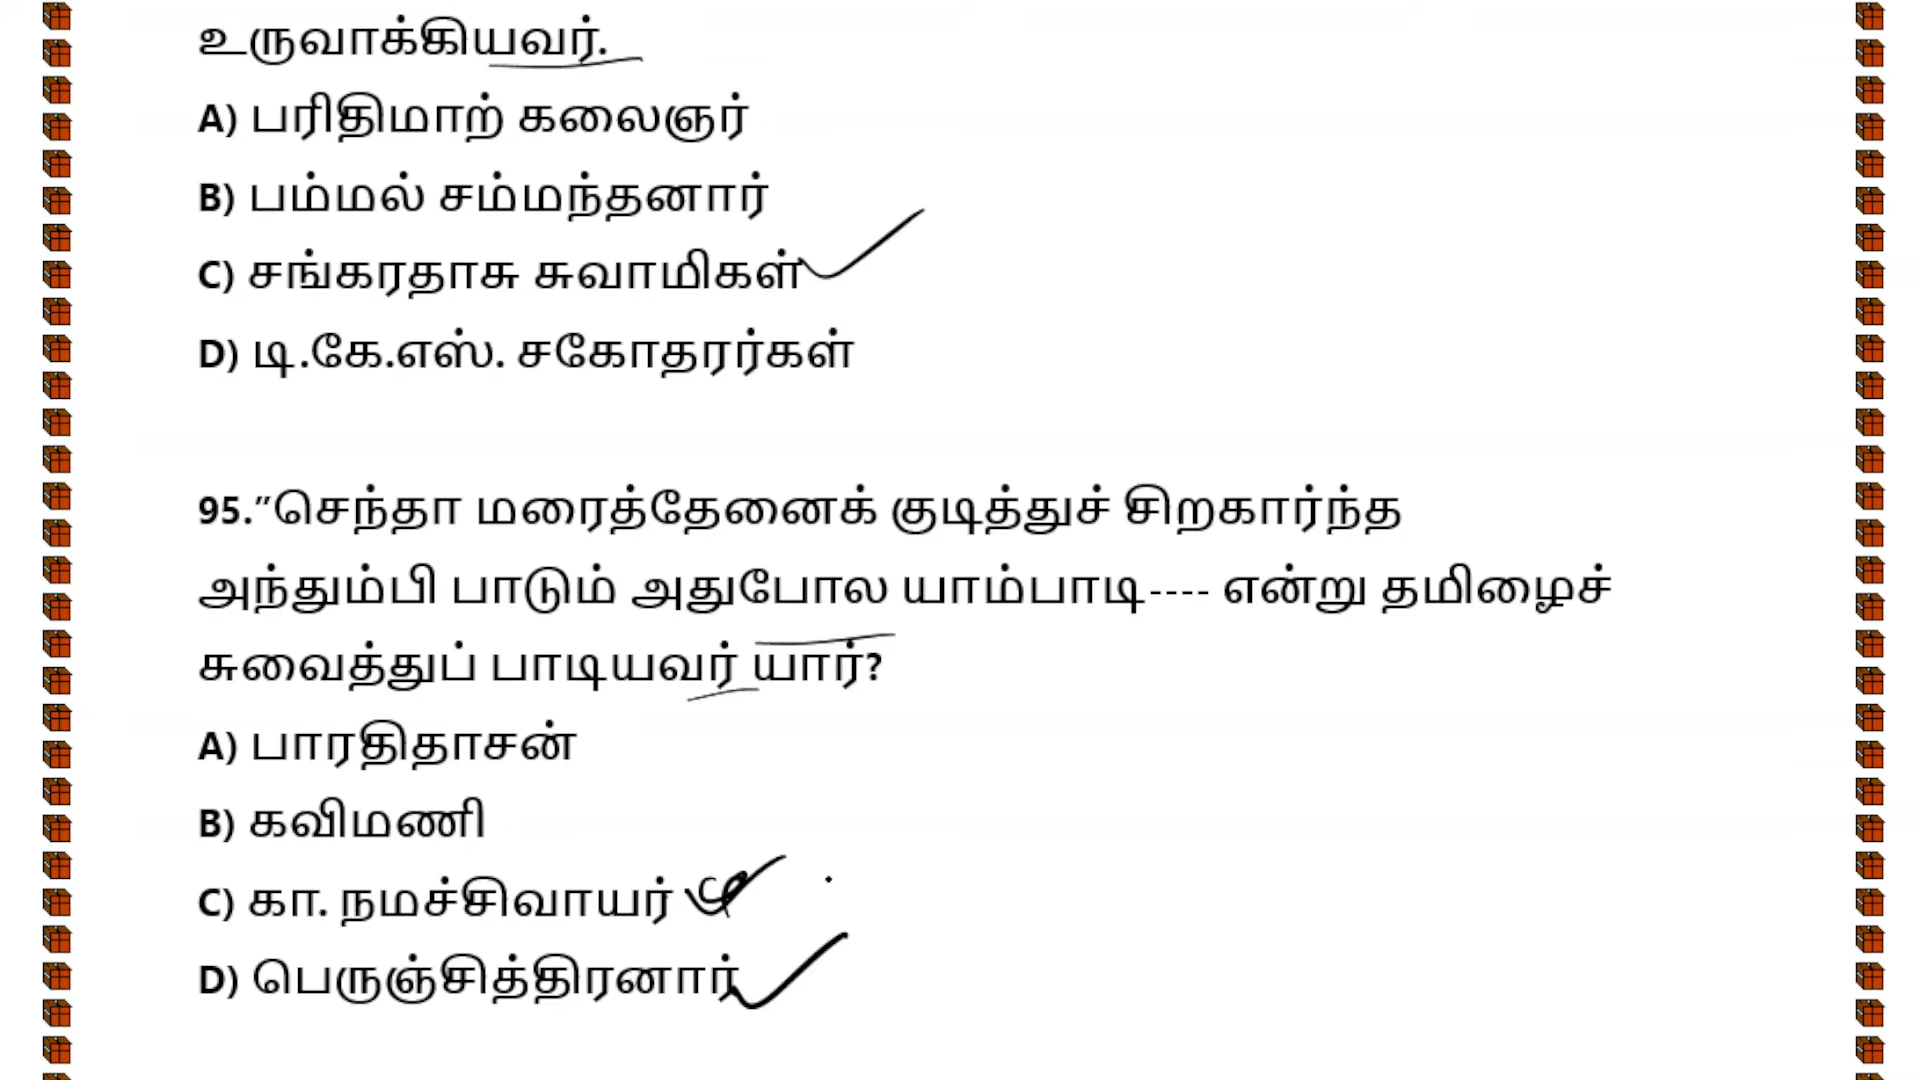 உருவாக்கியவர்.
A) பரிதிமாற் கலைஞர்
B) பம்மல் சம்மந்தனார்
C) சங்கரதாசு சுவாமிகள்
D) டி.கே.எஸ். சகோதரர்கள்
95.”செந்தா மரைத்தேனைக் குடித்துச் சிறகார்ந்த
அந்தும்பி பாடும் அதுபோல யாம்பாடி---- என்று தமிழைச்
சுவைத்துப் பாடியவர் யார்?
A) பாரதிதாசன்
B) கவிமணி
C) கா. நமச்சிவாயர்
D) பெருஞ்சித்திரனார்